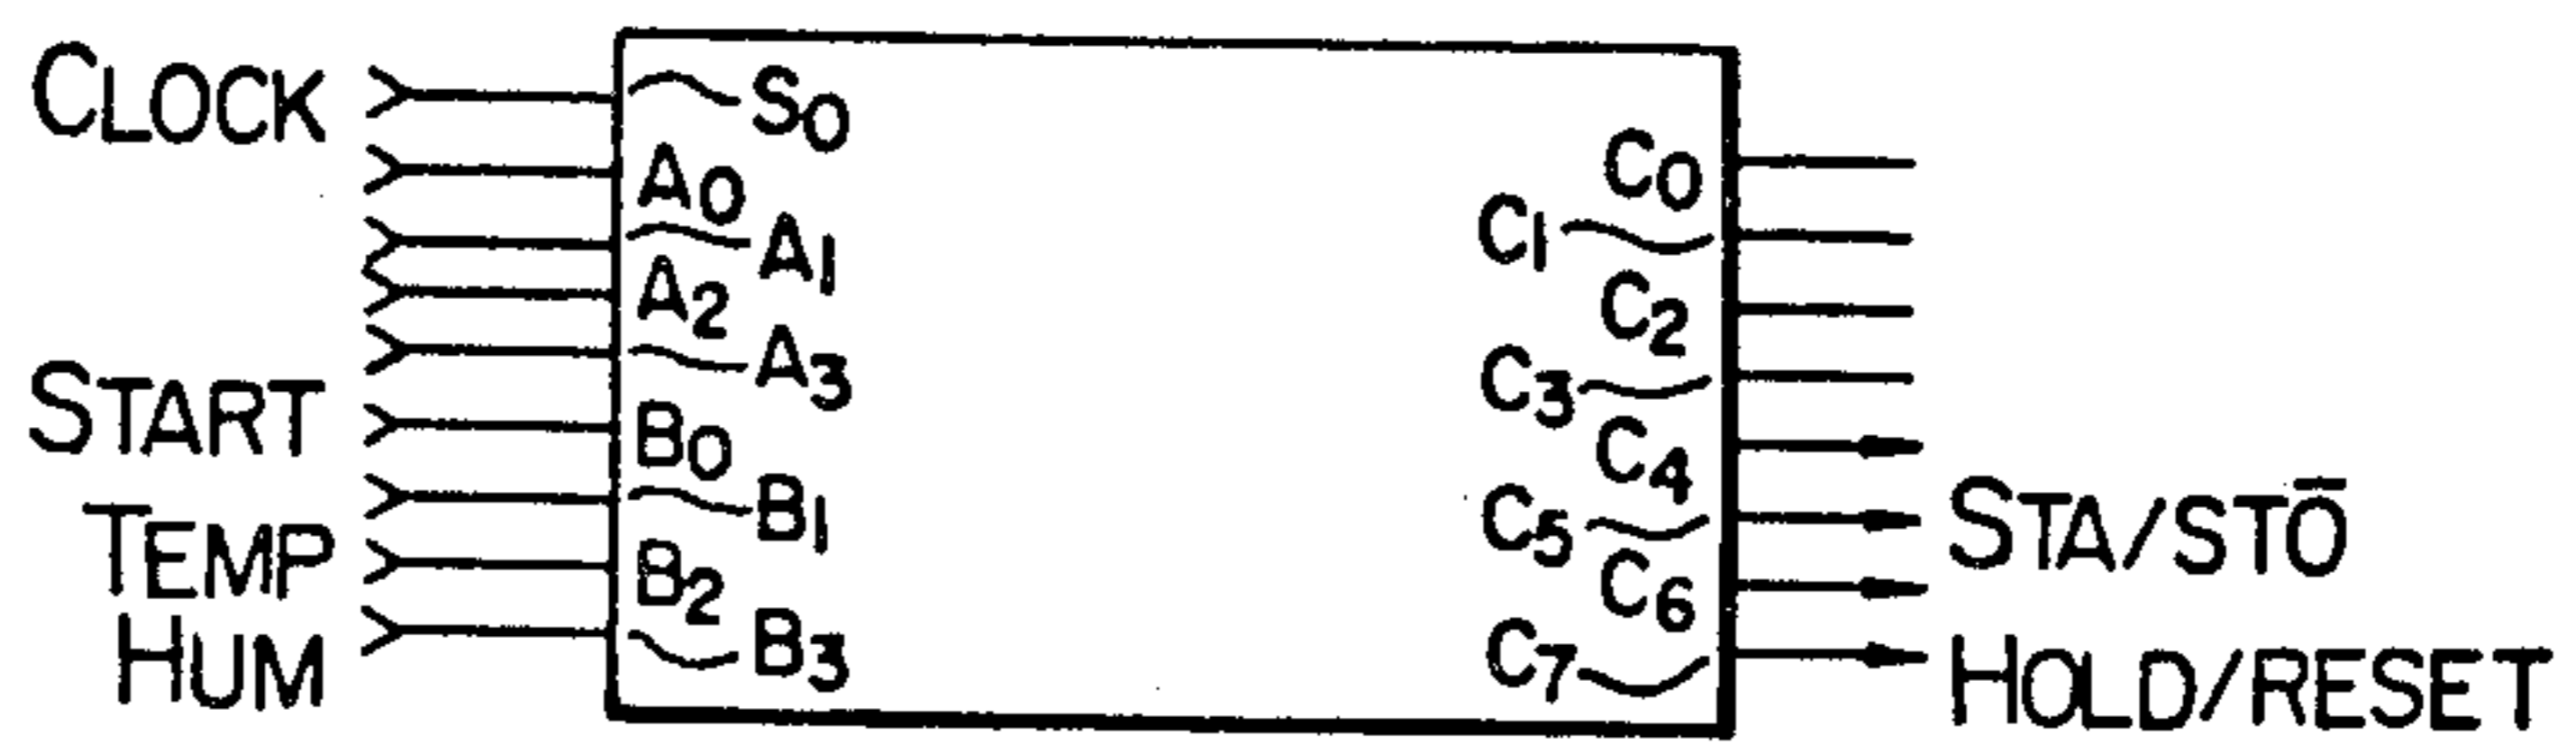 CLOCK S0
A0 C0
A1 C1
A2 C2
A3 C3
START B0 C4
B1 C5 STA/STO̅
TEMP B2 C6
HUM B3 C7 HOLD/RESET